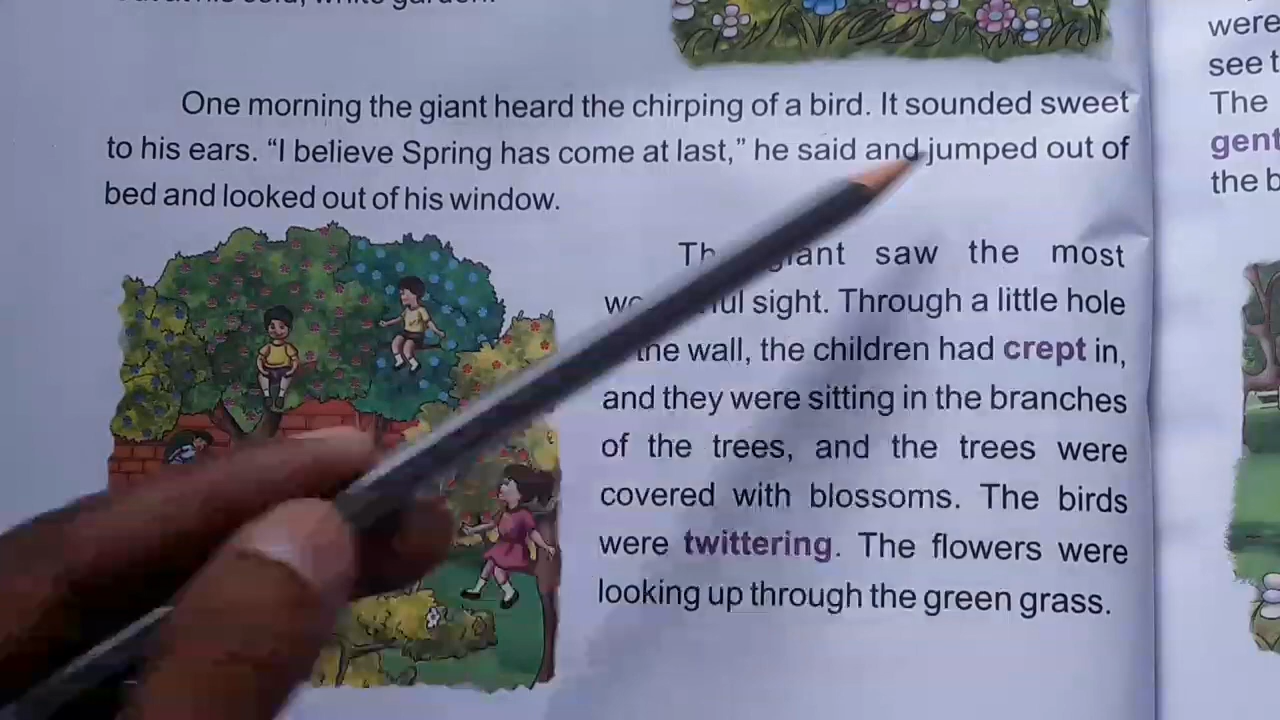 One morning the giant heard the chirping of a bird. It sounded sweet
to his ears. “I believe Spring has come at last,” he said and jumped out of
bed and looked out of his window.
giant saw the most
sight. Through a little hole
the wall, the children had crept in,
and they were sitting in the branches
of the trees, and the trees were
covered with blossoms. The birds
were twittering. The flowers were
looking up through the green grass.
were
see t
The
gent
the b